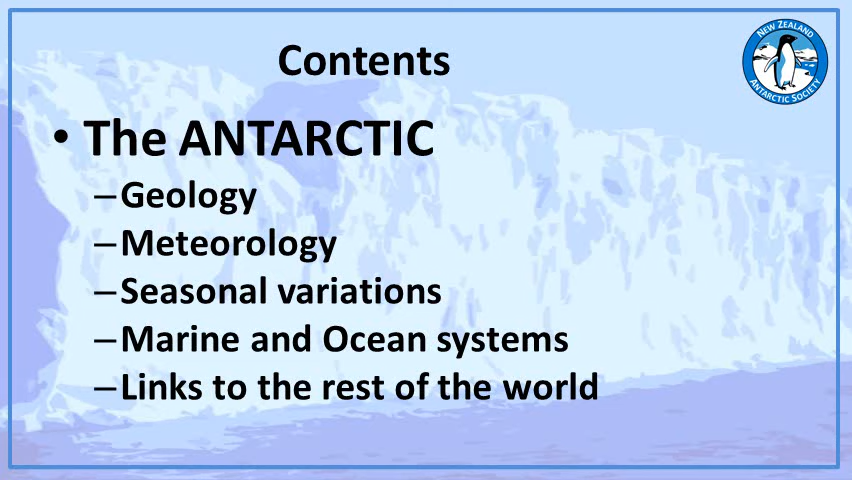 Contents
NEW ZEALAND
ANTARCTIC SOCIETY
• The ANTARCTIC
–Geology
–Meteorology
–Seasonal variations
–Marine and Ocean systems
–Links to the rest of the world